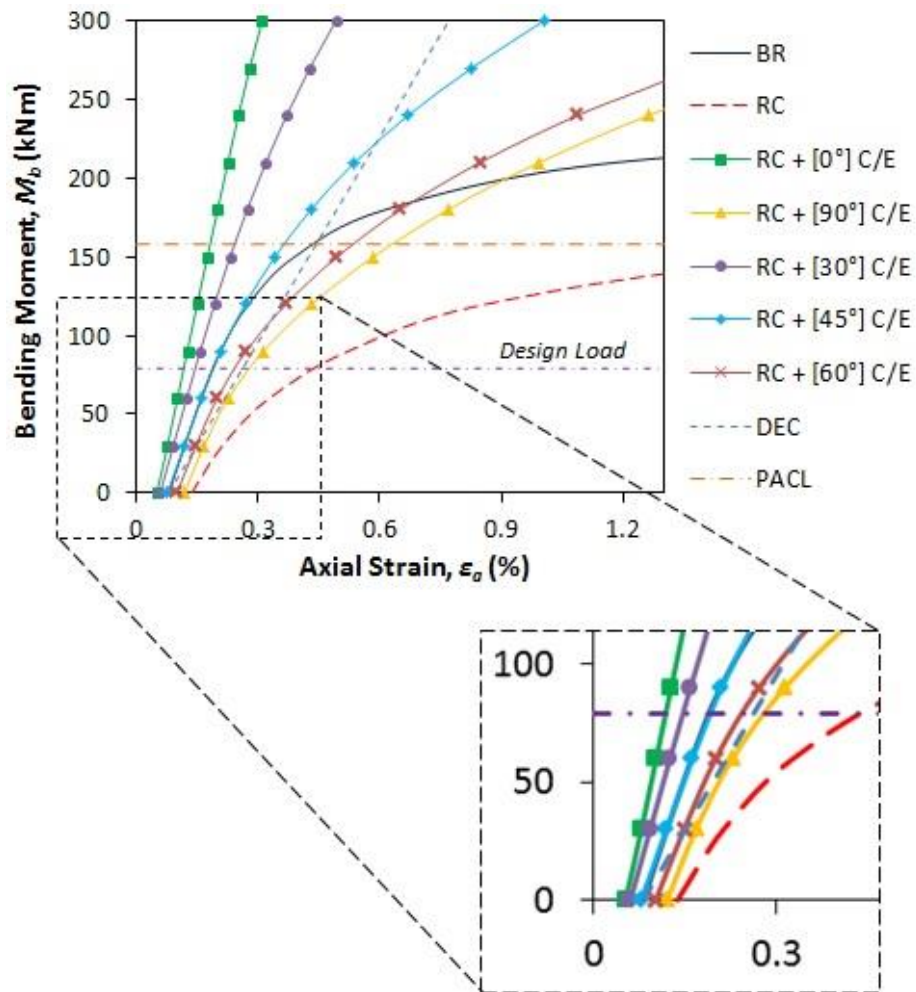 Bending Moment, M_b (kNm)
300
250
200
150
100
50
0
Design Load
0 0.3 0.6 0.9 1.2
Axial Strain, ε_a (%)
BR
RC
RC + [0°] C/E
RC + [90°] C/E
RC + [30°] C/E
RC + [45°] C/E
RC + [60°] C/E
DEC
PACL
100
50
0
0 0.3